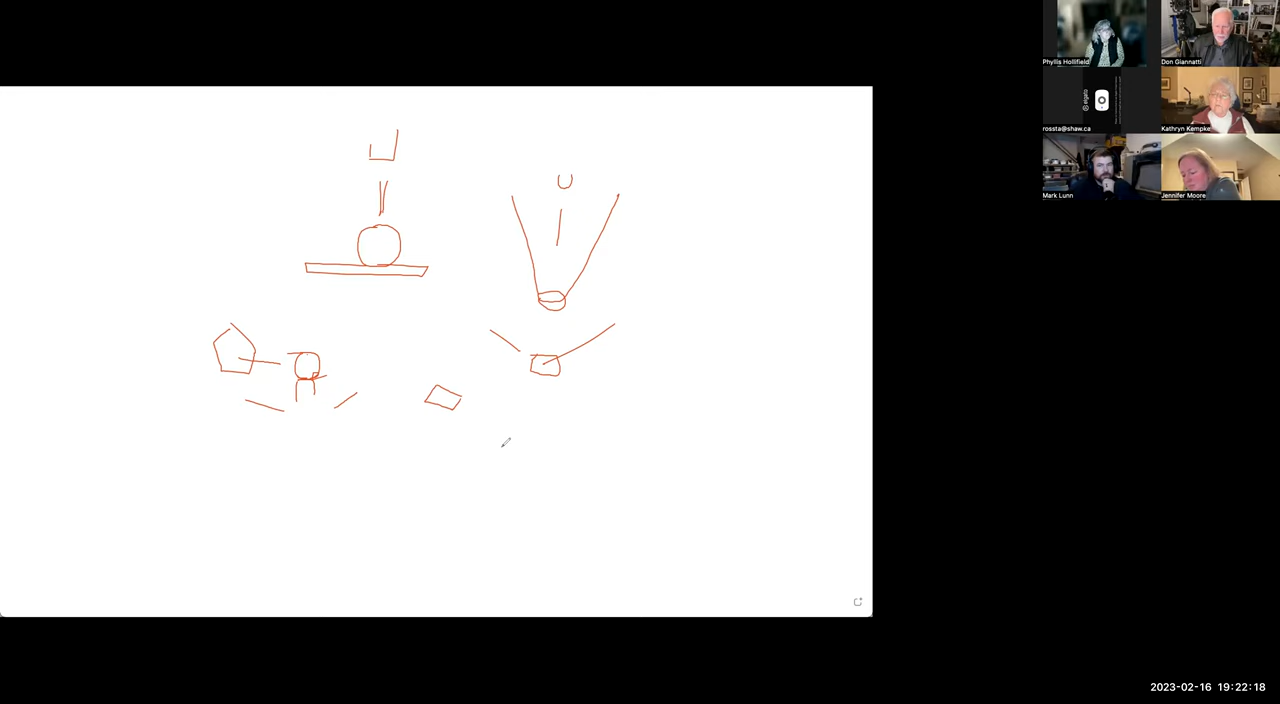 Phyllis Hollifield
Don Giannatti
elgato
rossta@shaw.ca
Kathryn Kempke
Mark Lunn
Jennifer Moore
2023-02-16 19:22:18